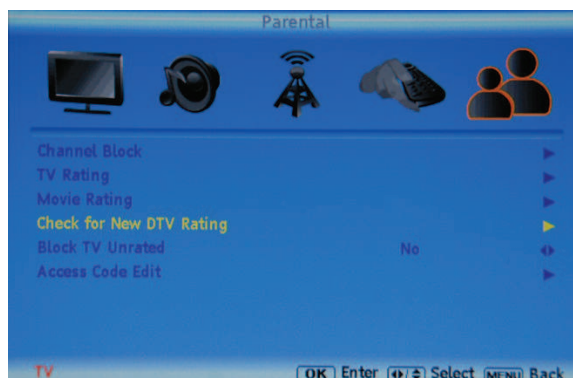 Parental
Channel Block
TV Rating
Movie Rating
Check for New DTV Rating
Block TV Unrated No
Access Code Edit
TV OK Enter Select MENU Back